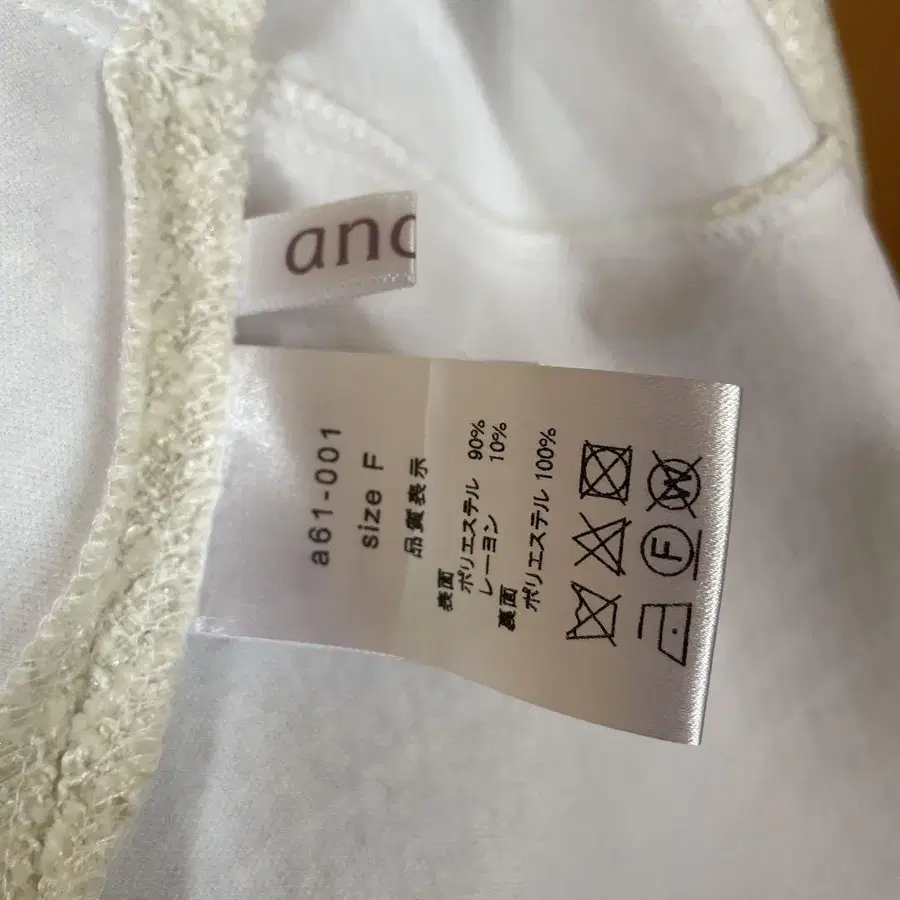 anc
a61-001
size F
品質表示
表面
ポリエステル 90%
レーヨン 10%
裏面
ポリエステル 100%
W
F